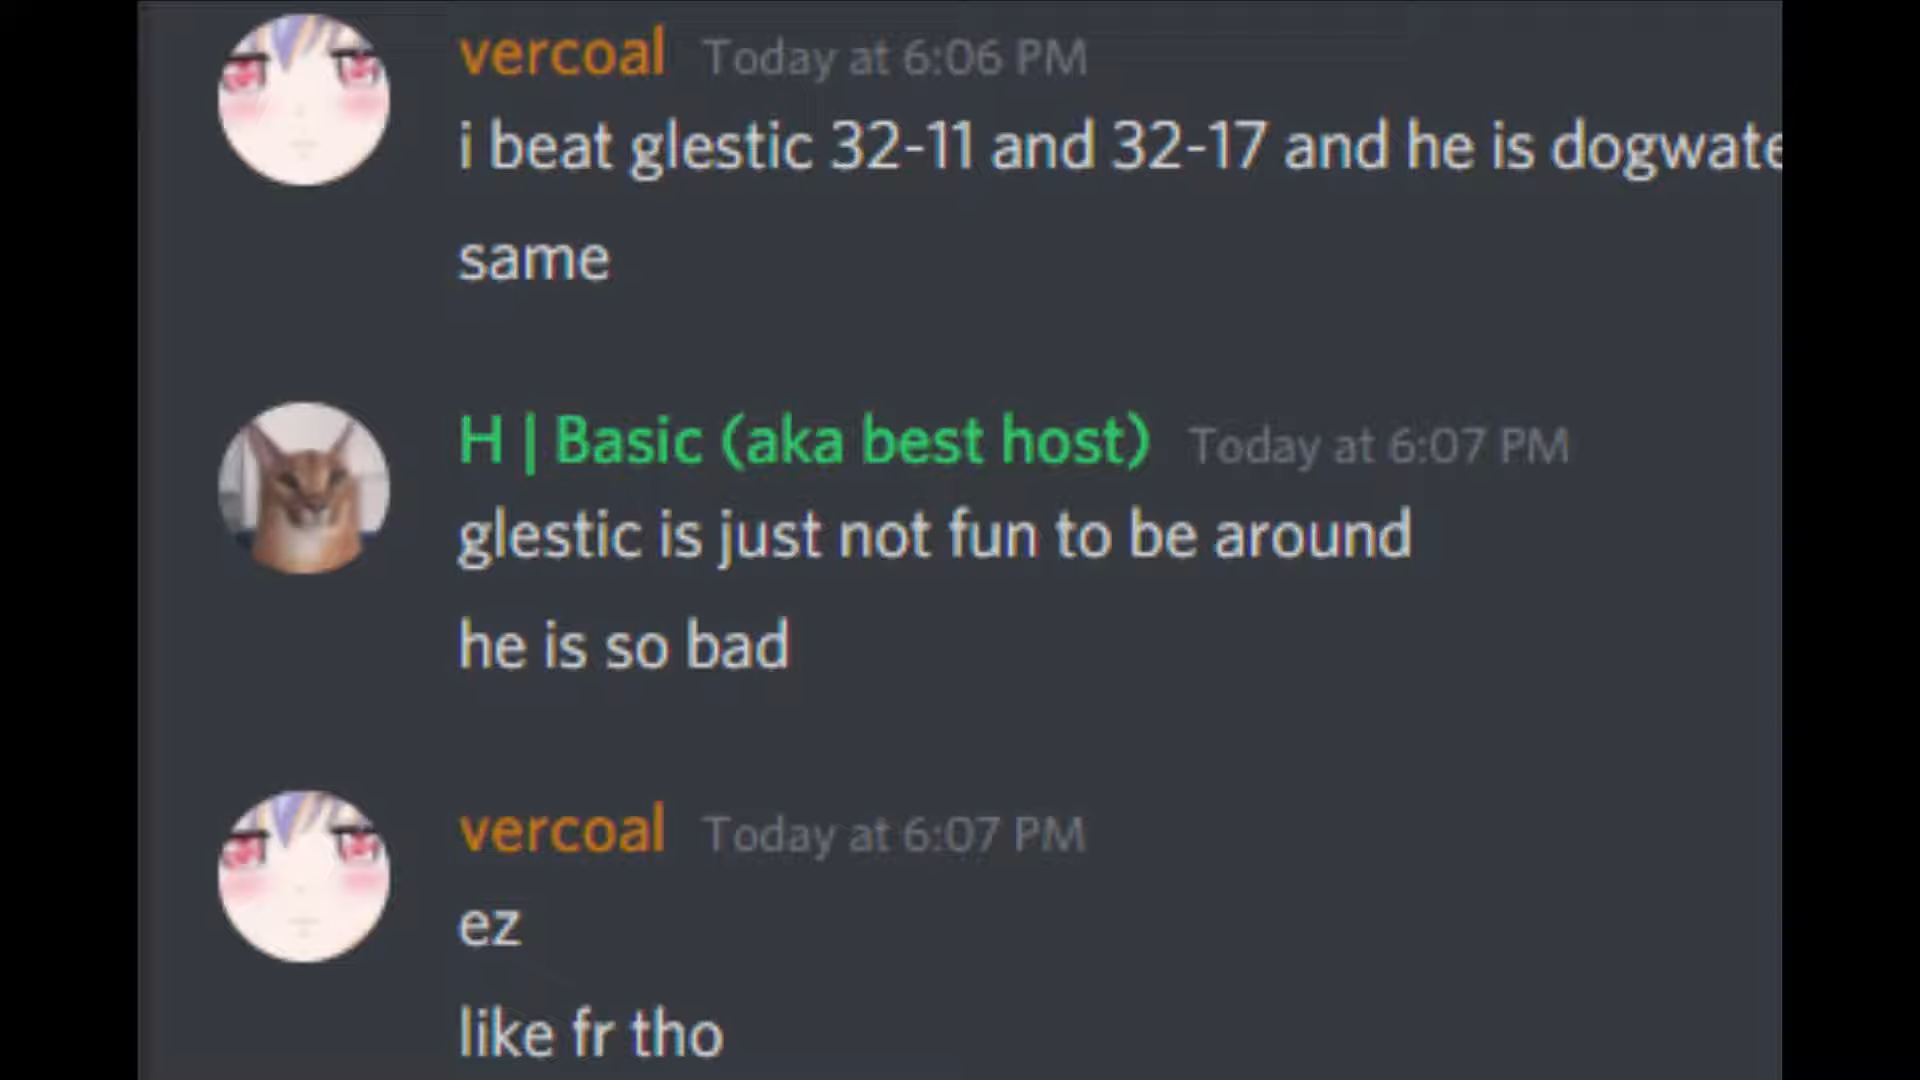 vercoal Today at 6:06 PM
i beat glestic 32-11 and 32-17 and he is dogwate
same
H | Basic (aka best host) Today at 6:07 PM
glestic is just not fun to be around
he is so bad
vercoal Today at 6:07 PM
ez
like fr tho